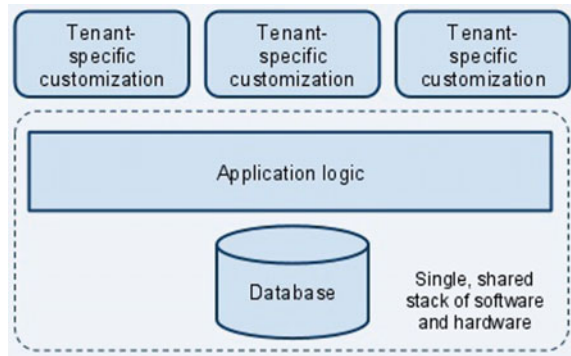 Tenant-
specific
customization
Tenant-
specific
customization
Tenant-
specific
customization
Application logic
Database
Single, shared
stack of software
and hardware